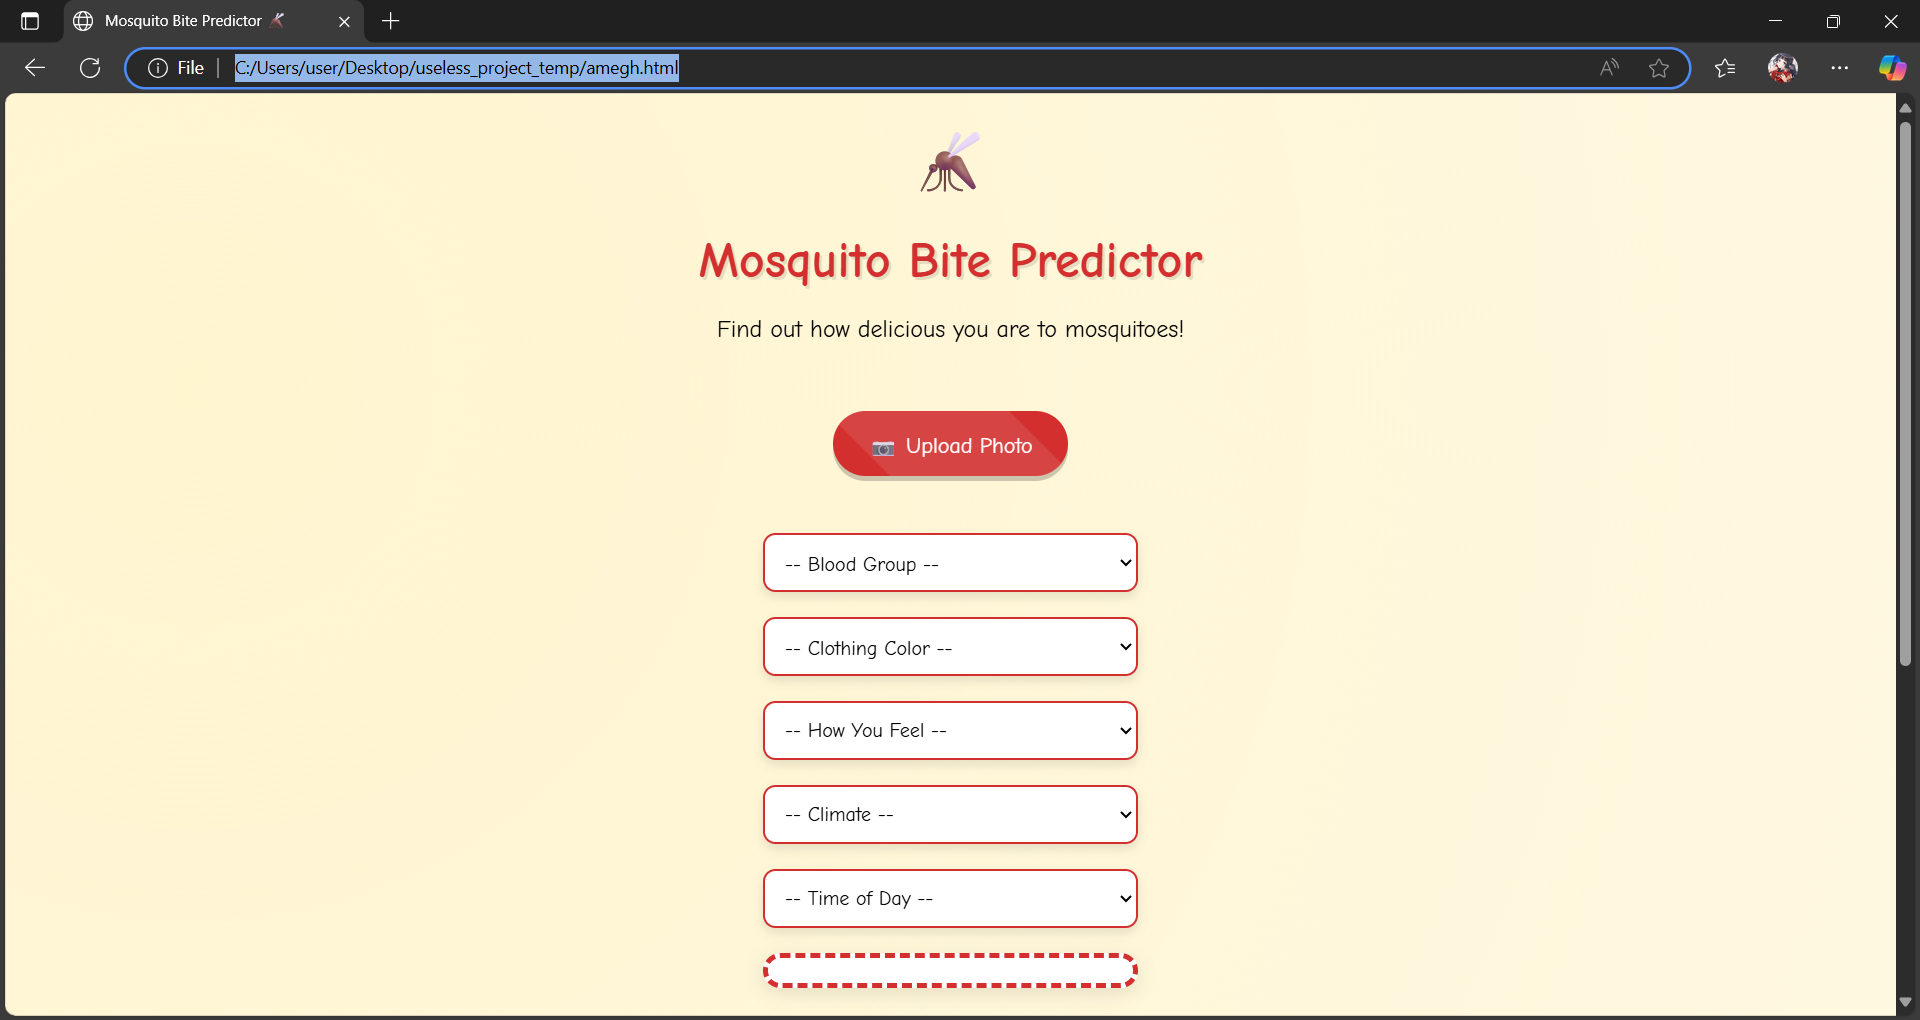 Mosquito Bite Predictor
File
C:/Users/user/Desktop/useless_project_temp/amegh.html
Mosquito Bite Predictor
Find out how delicious you are to mosquitoes!
Upload Photo
-- Blood Group --
-- Clothing Color --
-- How You Feel --
-- Climate --
-- Time of Day --